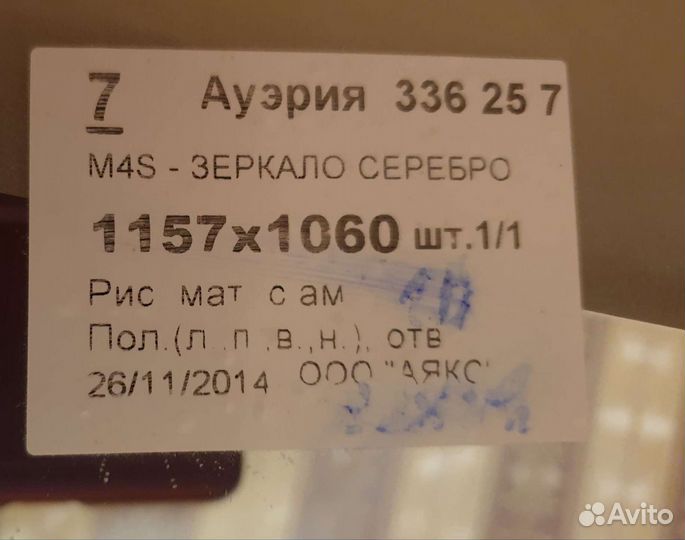 7 Ауэрия 336 25 7
M4S - ЗЕРКАЛО СЕРЕБРО
1157х1060 шт.1/1
Рис мат с ам
Пол.(л .п .,в.,н.), отв
26/11/2014 ООО "АЯКС"
Avito